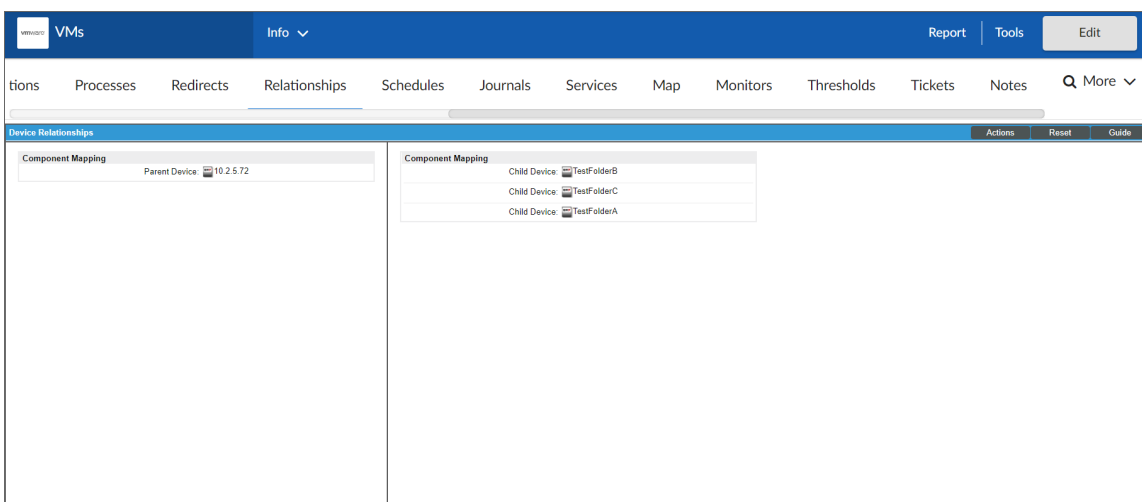 vmware VMs Info Report Tools Edit
tions Processes Redirects Relationships Schedules Journals Services Map Monitors Thresholds Tickets Notes More
Device Relationships Actions Reset Guide
Component Mapping
Parent Device: 10.2.5.72
Component Mapping
Child Device: TestFolderB
Child Device: TestFolderC
Child Device: TestFolderA